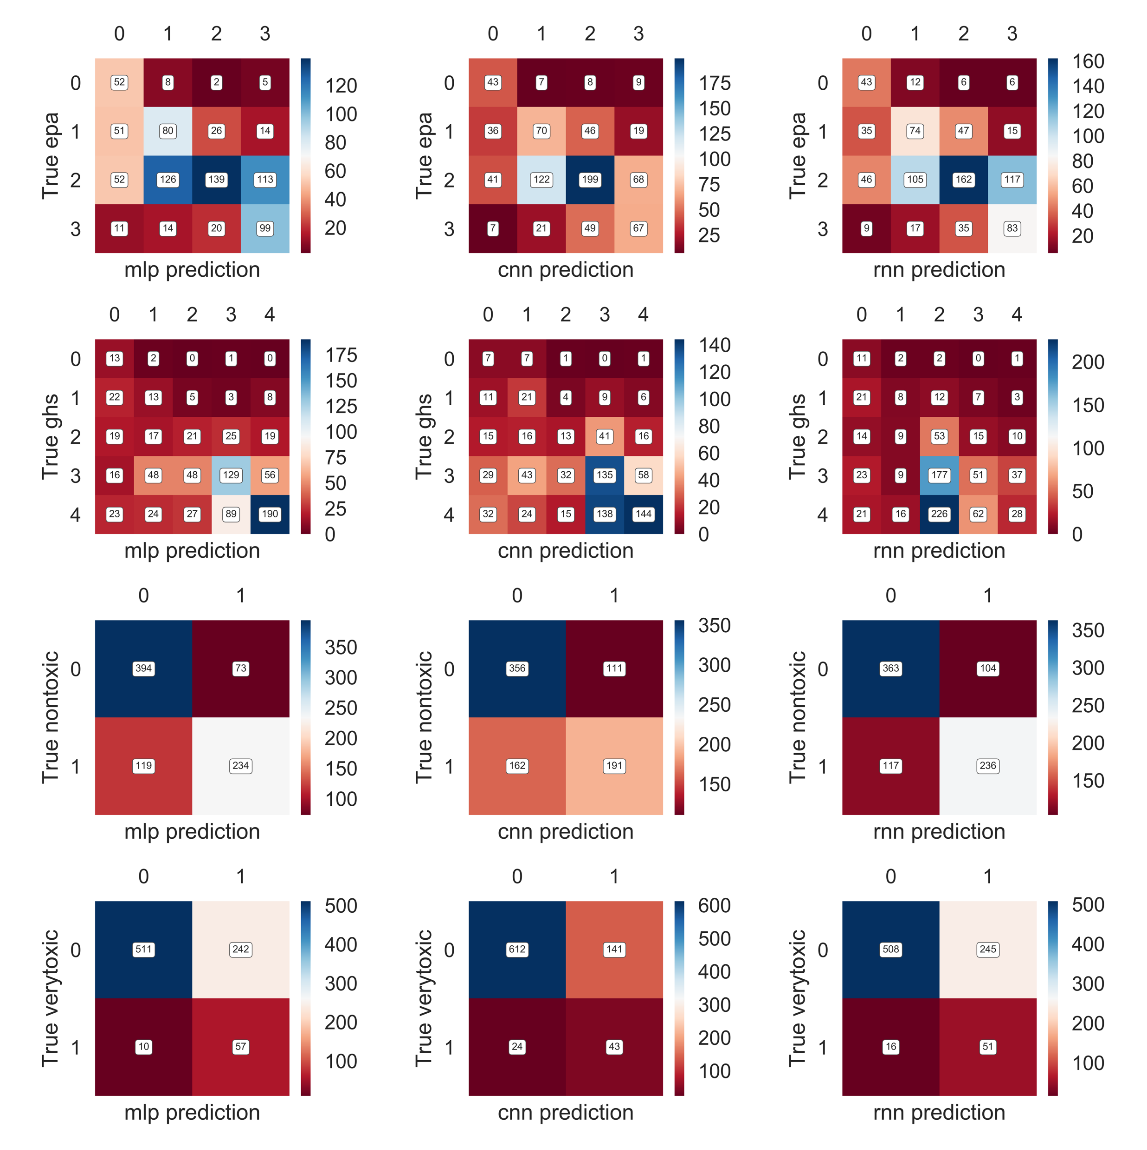 0 1 2 3
0 52 8 2 5
1 51 80 26 14
2 52 126 139 113
3 11 14 20 99
True epa
mlp prediction
120
100
80
60
40
20
0 1 2 3
0 43 7 8 9
1 36 70 46 19
2 41 122 199 68
3 7 21 49 67
True epa
cnn prediction
175
150
125
100
75
50
25
0 1 2 3
0 43 12 6 6
1 35 74 47 15
2 46 105 162 117
3 9 17 35 83
True epa
rnn prediction
160
140
120
100
80
60
40
20
0 1 2 3 4
0 13 2 0 1 0
1 22 13 5 3 8
2 19 17 21 25 19
3 16 48 48 129 56
4 23 24 27 89 190
True ghs
mlp prediction
175
150
125
100
75
50
25
0
0 1 2 3 4
0 7 7 1 0 1
1 11 21 4 9 6
2 15 16 13 41 16
3 29 43 32 135 58
4 32 24 15 138 144
True ghs
cnn prediction
140
120
100
80
60
40
20
0
0 1 2 3 4
0 11 2 2 0 1
1 21 8 12 7 3
2 14 9 53 15 10
3 23 9 177 51 37
4 21 16 226 62 28
True ghs
rnn prediction
200
150
100
50
0
0 1
0 394 73
1 119 234
True nontoxic
mlp prediction
350
300
250
200
150
100
0 1
0 356 111
1 162 191
True nontoxic
cnn prediction
350
300
250
200
150
0 1
0 363 104
1 117 236
True nontoxic
rnn prediction
350
300
250
200
150
0 1
0 511 242
1 10 57
True verytoxic
mlp prediction
500
400
300
200
100
0 1
0 612 141
1 24 43
True verytoxic
cnn prediction
600
500
400
300
200
100
0 1
0 508 245
1 16 51
True verytoxic
rnn prediction
500
400
300
200
100